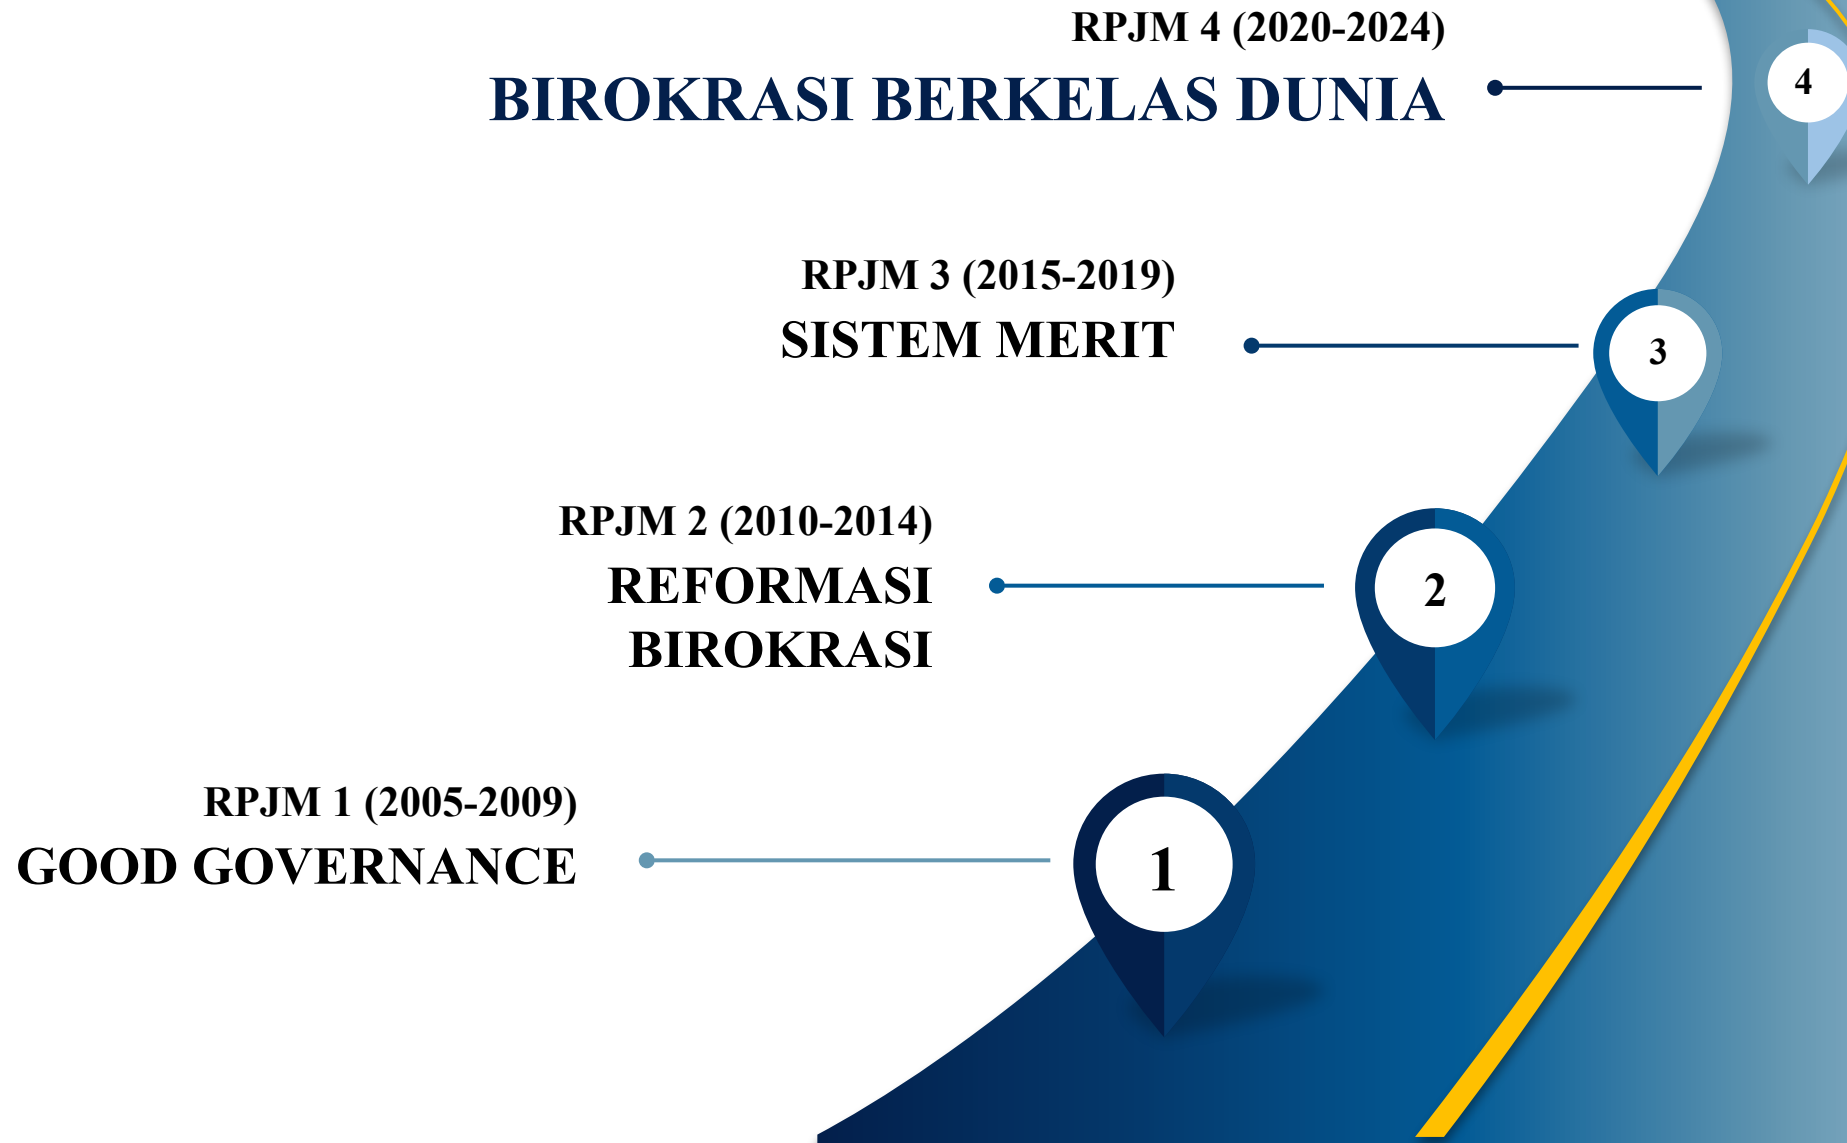 RPJM 4 (2020-2024)
BIROKRASI BERKELAS DUNIA
4
RPJM 3 (2015-2019)
SISTEM MERIT
3
RPJM 2 (2010-2014)
REFORMASI
BIROKRASI
2
RPJM 1 (2005-2009)
GOOD GOVERNANCE
1